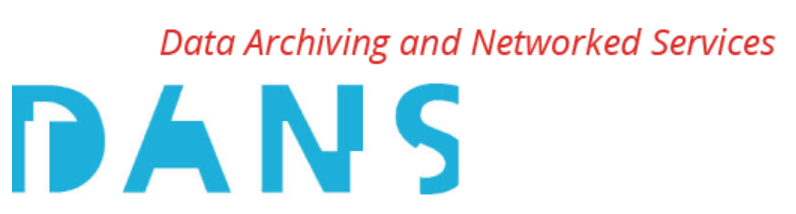 Data Archiving and Networked Services
DANS